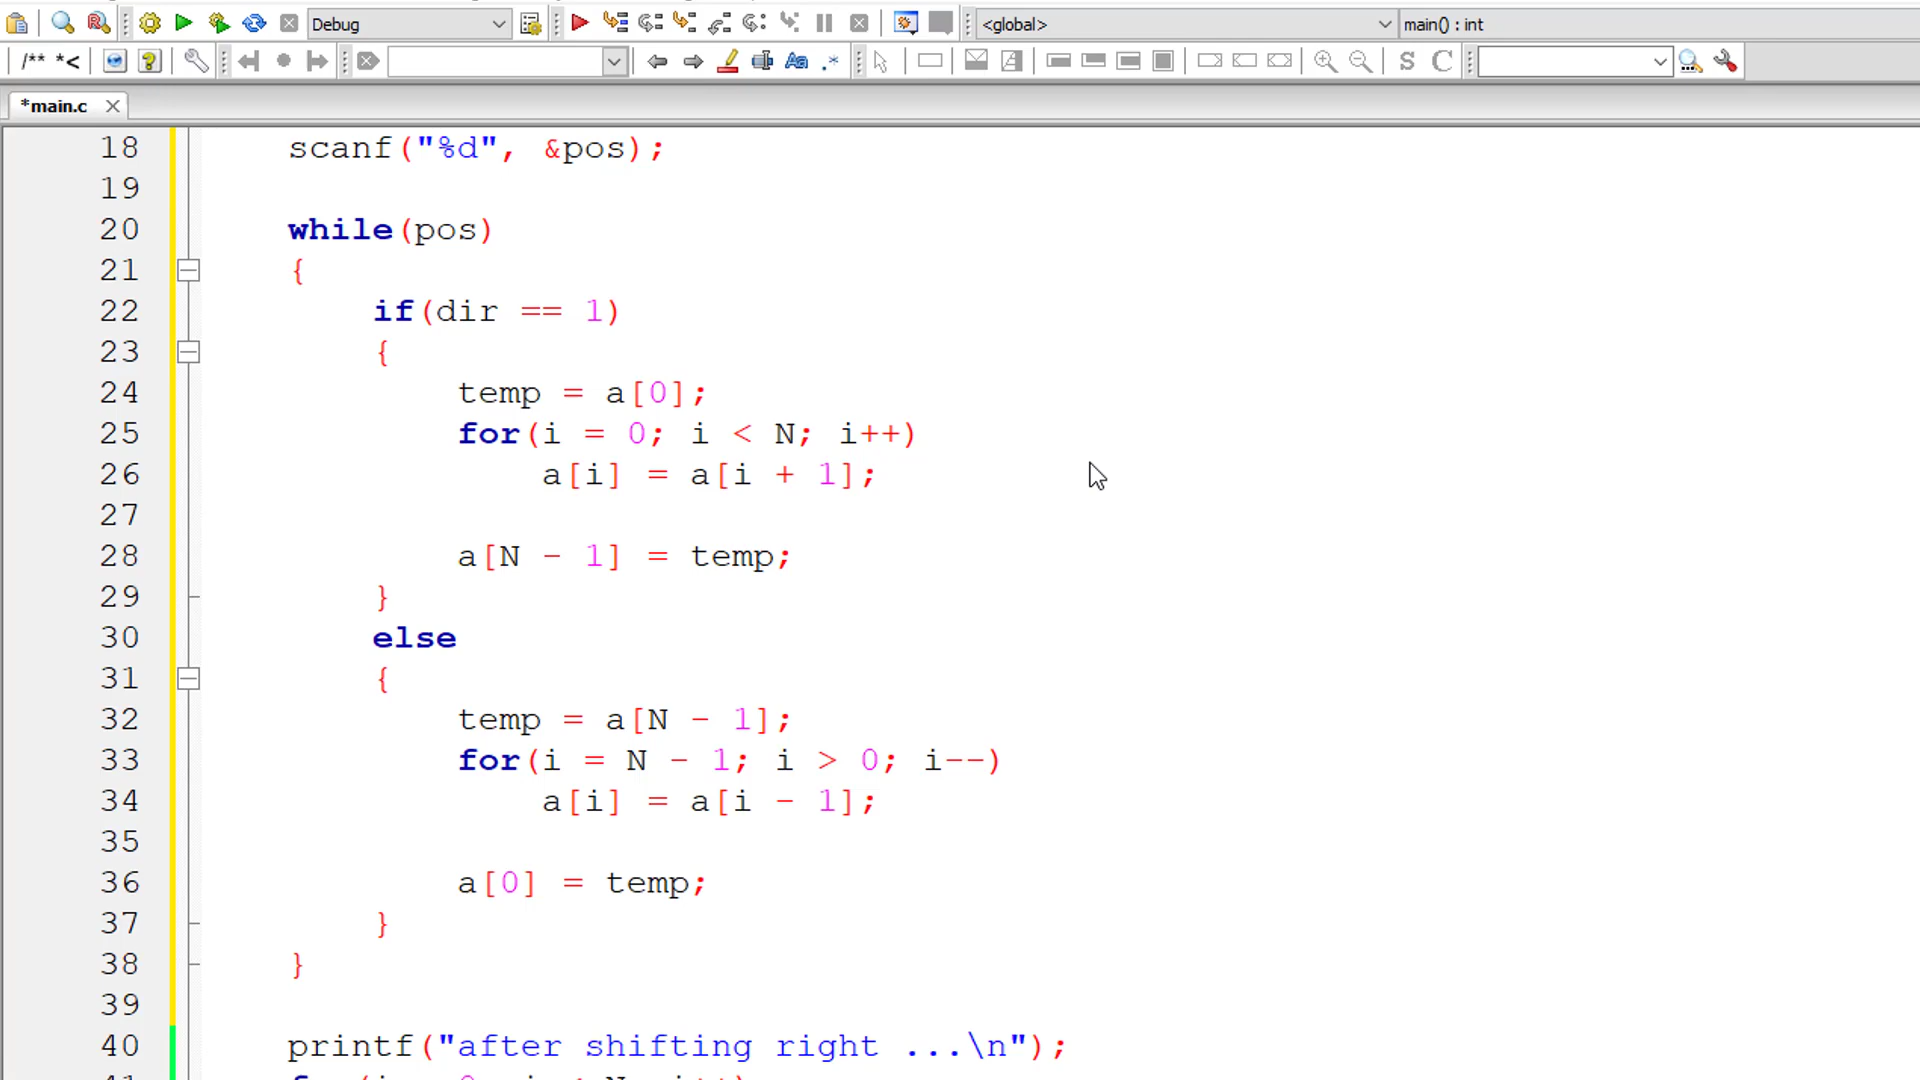 Debug
<global>
main() : int
/** *<
Aa
.*
S
C
*main.c
18 scanf("%d", &pos);
19
20 while(pos)
21 {
22 if(dir == 1)
23 {
24 temp = a[0];
25 for(i = 0; i < N; i++)
26 a[i] = a[i + 1];
27
28 a[N - 1] = temp;
29 }
30 else
31 {
32 temp = a[N - 1];
33 for(i = N - 1; i > 0; i--)
34 a[i] = a[i - 1];
35
36 a[0] = temp;
37 }
38 }
39
40 printf("after shifting right ...\n");